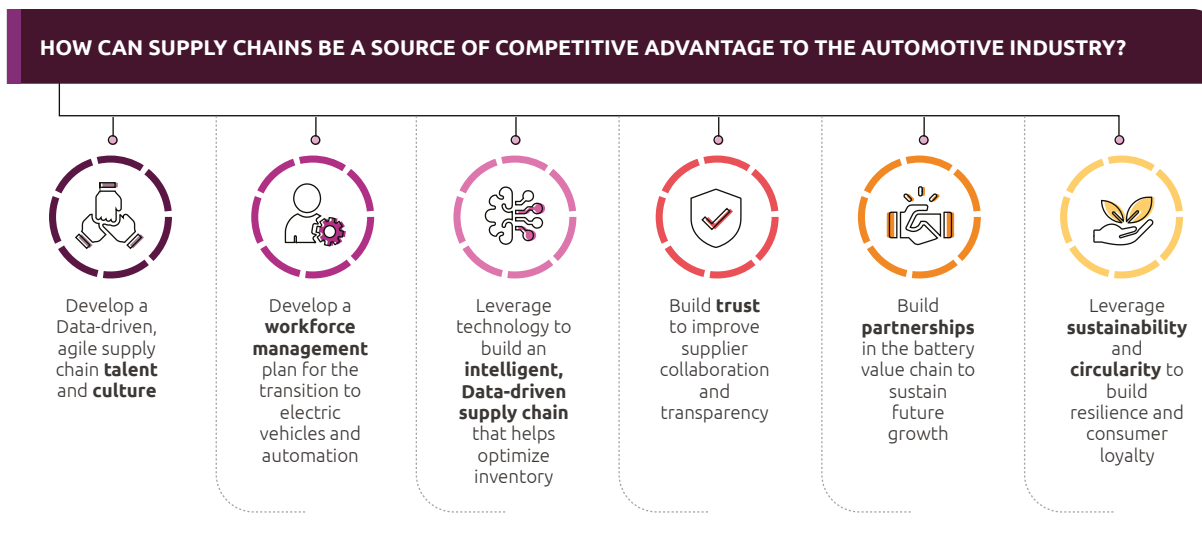 HOW CAN SUPPLY CHAINS BE A SOURCE OF COMPETITIVE ADVANTAGE TO THE AUTOMOTIVE INDUSTRY?
Develop a
Data-driven,
agile supply
chain talent
and culture
Develop a
workforce
management
plan for the
transition to
electric
vehicles and
automation
Leverage
technology to
build an
intelligent,
Data-driven
supply chain
that helps
optimize
inventory
Build trust
to improve
supplier
collaboration
and
transparency
Build
partnerships
in the battery
value chain to
sustain
future
growth
Leverage
sustainability
and
circularity to
build
resilience and
consumer
loyalty